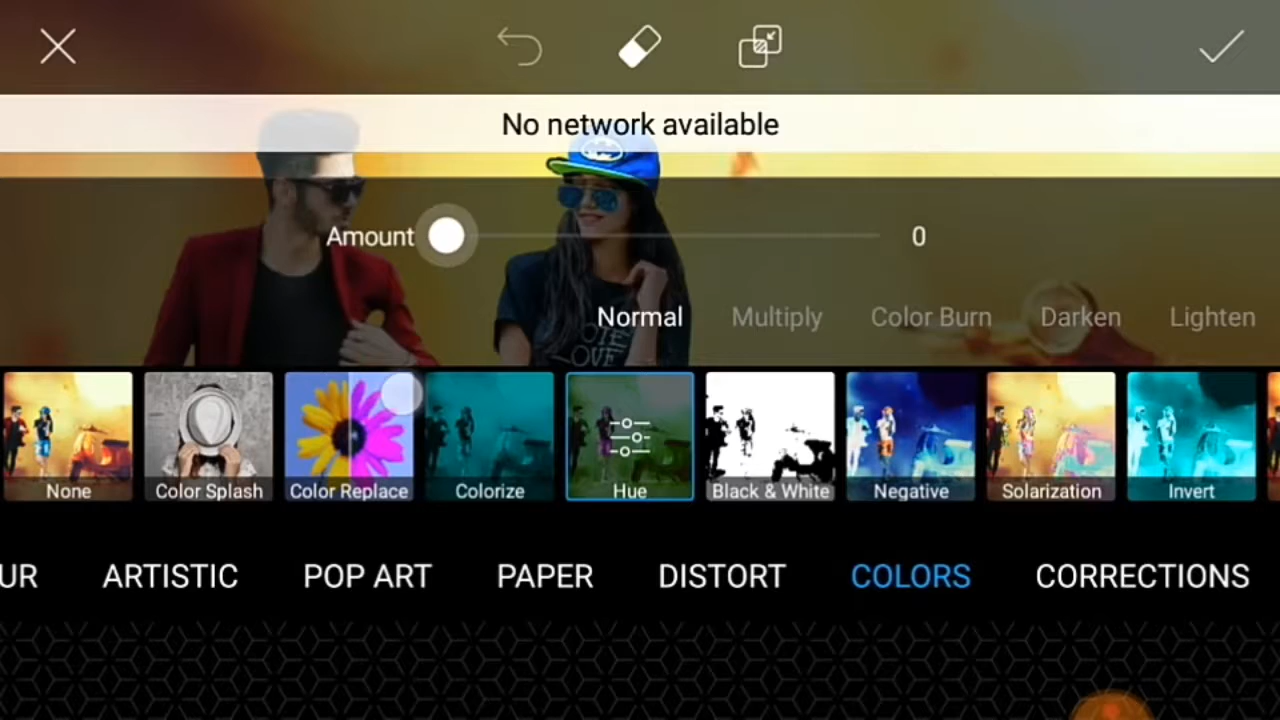 No network available
Amount 0
Normal Multiply Color Burn Darken Lighten
None Color Splash Color Replace Colorize Hue Black & White Negative Solarization Invert
UR ARTISTIC POP ART PAPER DISTORT COLORS CORRECTIONS